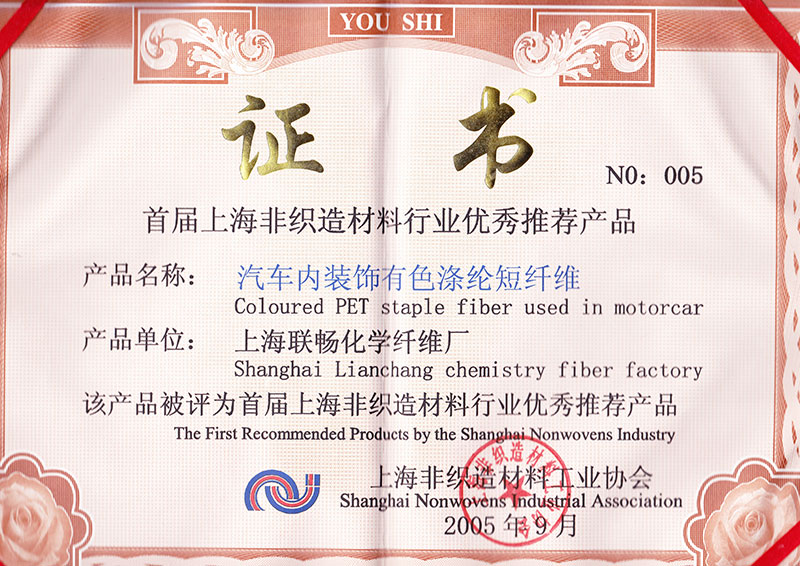 YOU SHI
证 书
N0：005
首届上海非织造材料行业优秀推荐产品
产品名称： 汽车内装饰有色涤纶短纤维
Coloured PET staple fiber used in motorcar
产品单位： 上海联畅化学纤维厂
Shanghai Lianchang chemistry fiber factory
该产品被评为首届上海非织造材料行业优秀推荐产品
The First Recommended Products by the Shanghai Nonwovens Industry
上海非织造材料工业协会
Shanghai Nonwovens Industrial Association
2005 年 9 月